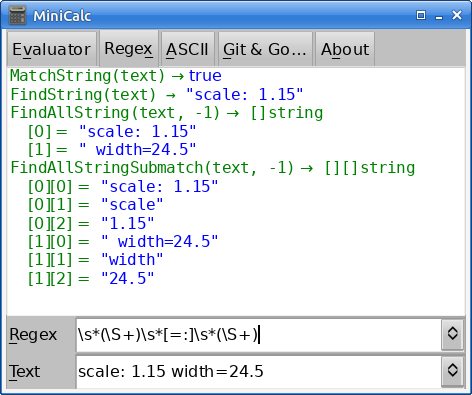 MiniCalc
Evaluator Regex ASCII Git & Go... About
MatchString(text) → true
FindString(text) → "scale: 1.15"
FindAllString(text, -1) → []string
[0] = "scale: 1.15"
[1] = " width=24.5"
FindAllStringSubmatch(text, -1) → [][]string
[0][0] = "scale: 1.15"
[0][1] = "scale"
[0][2] = "1.15"
[1][0] = " width=24.5"
[1][1] = "width"
[1][2] = "24.5"
Regex \s*(\S+)\s*[=:]\s*(\S+)
Text scale: 1.15 width=24.5